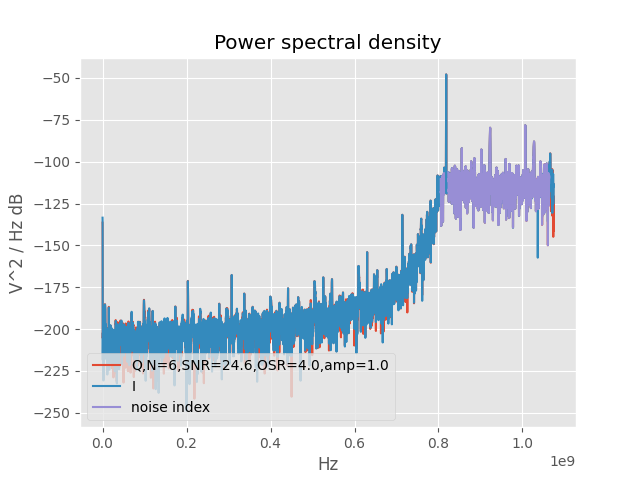 Power spectral density
V^2 / Hz dB
−50
−75
−100
−125
−150
−175
−200
−225
−250
Q,N=6,SNR=24.6,OSR=4.0,amp=1.0
I
noise index
0.0 0.2 0.4 0.6 0.8 1.0
1e9
Hz